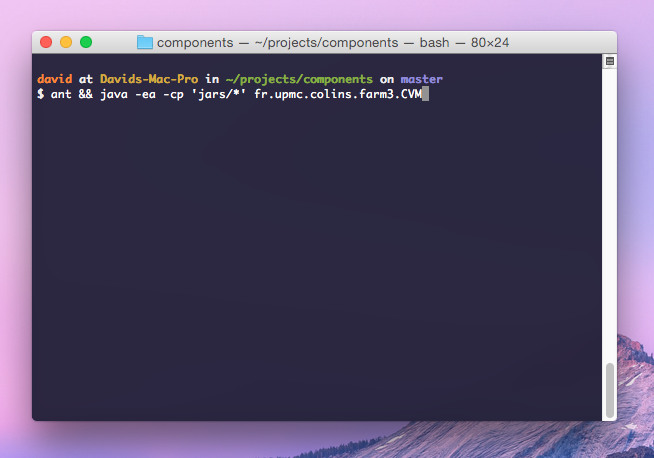 components — ~/projects/components — bash — 80×24
david at Davids-Mac-Pro in ~/projects/components on master
$ ant && java -ea -cp 'jars/*' fr.upmc.colins.farm3.CVM